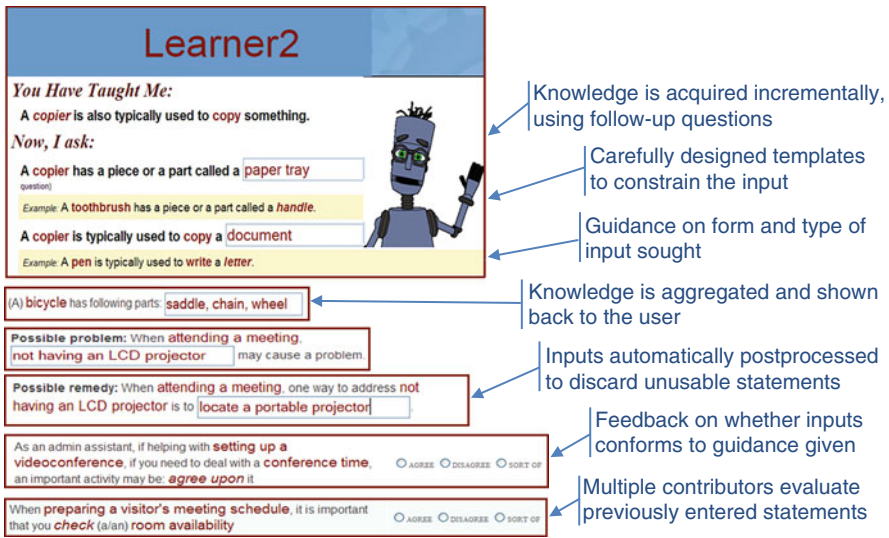 Learner2
You Have Taught Me:
A copier is also typically used to copy something.
Now, I ask:
A copier has a piece or a part called a paper tray
question)
Example: A toothbrush has a piece or a part called a handle.
A copier is typically used to copy a document
Example: A pen is typically used to write a letter.
(A) bicycle has following parts: saddle, chain, wheel
Possible problem: When attending a meeting,
not having an LCD projector may cause a problem.
Possible remedy: When attending a meeting, one way to address not
having an LCD projector is to locate a portable projector.
As an admin assistant, if helping with setting up a
videoconference, if you need to deal with a conference time,
an important activity may be: agree upon it
AGREE DISAGREE SORT OF
When preparing a visitor's meeting schedule, it is important
that you check (a/an) room availability
AGREE DISAGREE SORT OF
Knowledge is acquired incrementally,
using follow-up questions
Carefully designed templates
to constrain the input
Guidance on form and type of
input sought
Knowledge is aggregated and shown
back to the user
Inputs automatically postprocessed
to discard unusable statements
Feedback on whether inputs
conforms to guidance given
Multiple contributors evaluate
previously entered statements